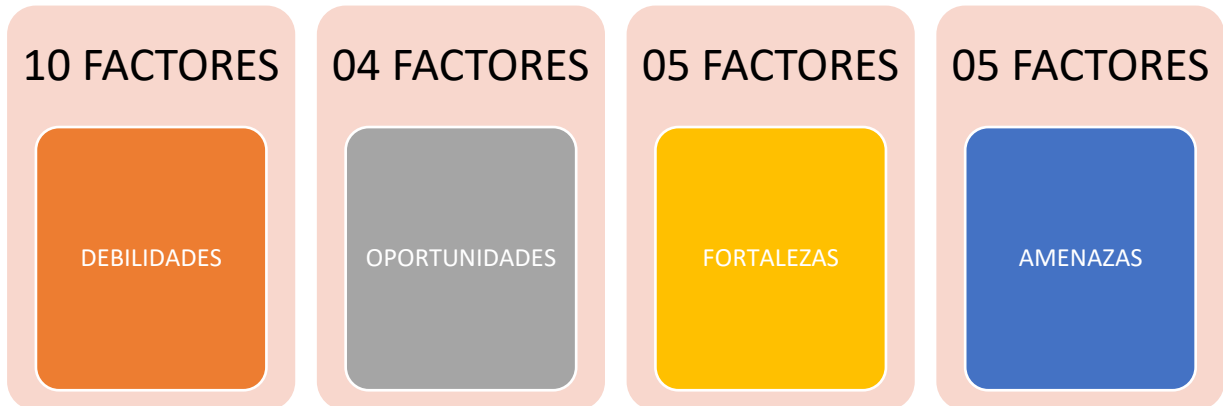 10 FACTORES
DEBILIDADES
04 FACTORES
OPORTUNIDADES
05 FACTORES
FORTALEZAS
05 FACTORES
AMENAZAS